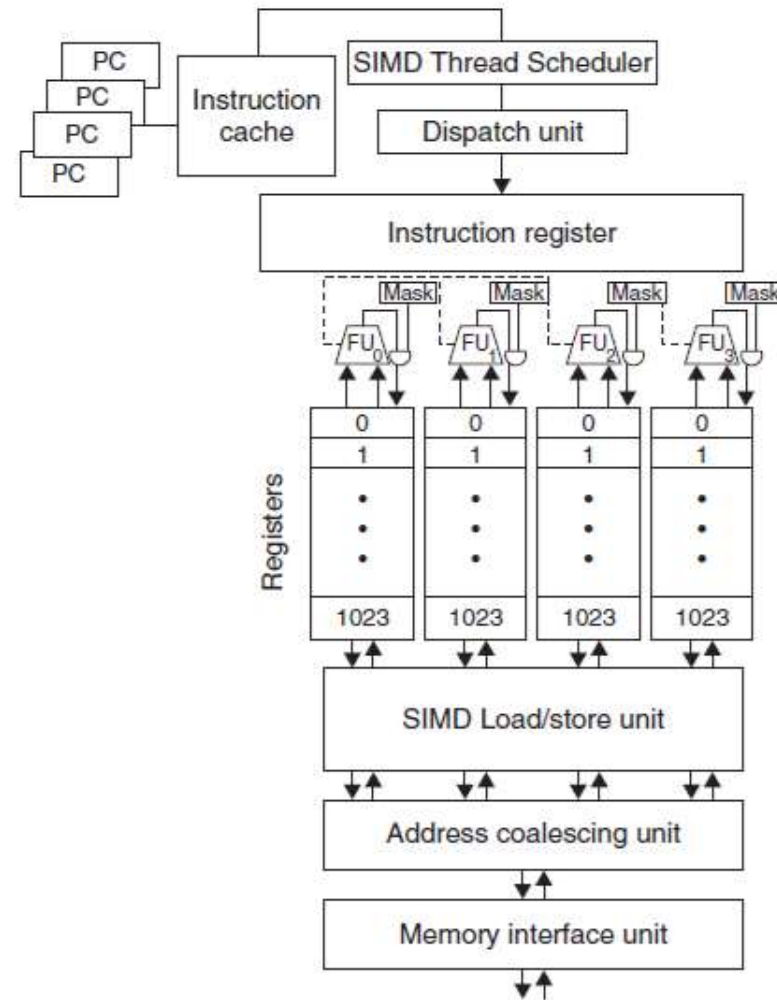 PC
PC
PC
PC
Instruction
cache
SIMD Thread Scheduler
Dispatch unit
Instruction register
Mask Mask Mask Mask
FU0 FU1 FU2 FU3
Registers
0 0 0 0
1 1 1 1
1023 1023 1023 1023
SIMD Load/store unit
Address coalescing unit
Memory interface unit